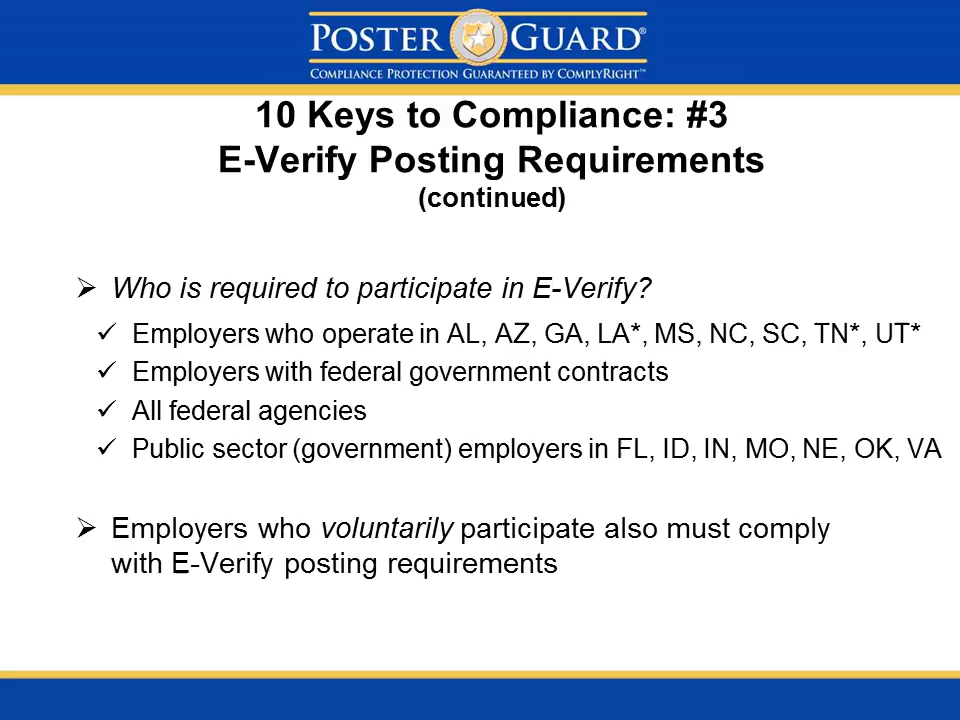 POSTER GUARD®
COMPLIANCE PROTECTION GUARANTEED BY COMPLYRIGHT™
10 Keys to Compliance: #3
E-Verify Posting Requirements
(continued)
Who is required to participate in E-Verify?
Employers who operate in AL, AZ, GA, LA*, MS, NC, SC, TN*, UT*
Employers with federal government contracts
All federal agencies
Public sector (government) employers in FL, ID, IN, MO, NE, OK, VA
Employers who voluntarily participate also must comply
with E-Verify posting requirements